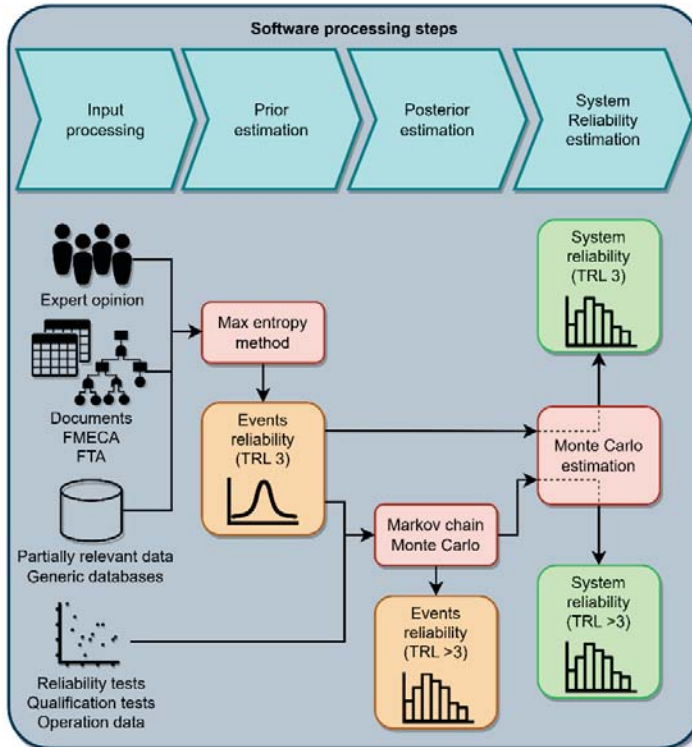 Software processing steps
Input
processing
Prior
estimation
Posterior
estimation
System
Reliability
estimation
Expert opinion
Documents
FMECA
FTA
Partially relevant data
Generic databases
Reliability tests
Qualification tests
Operation data
Max entropy
method
Events
reliability
(TRL 3)
Markov chain
Monte Carlo
Events
reliability
(TRL >3)
System
reliability
(TRL 3)
Monte Carlo
estimation
System
reliability
(TRL >3)